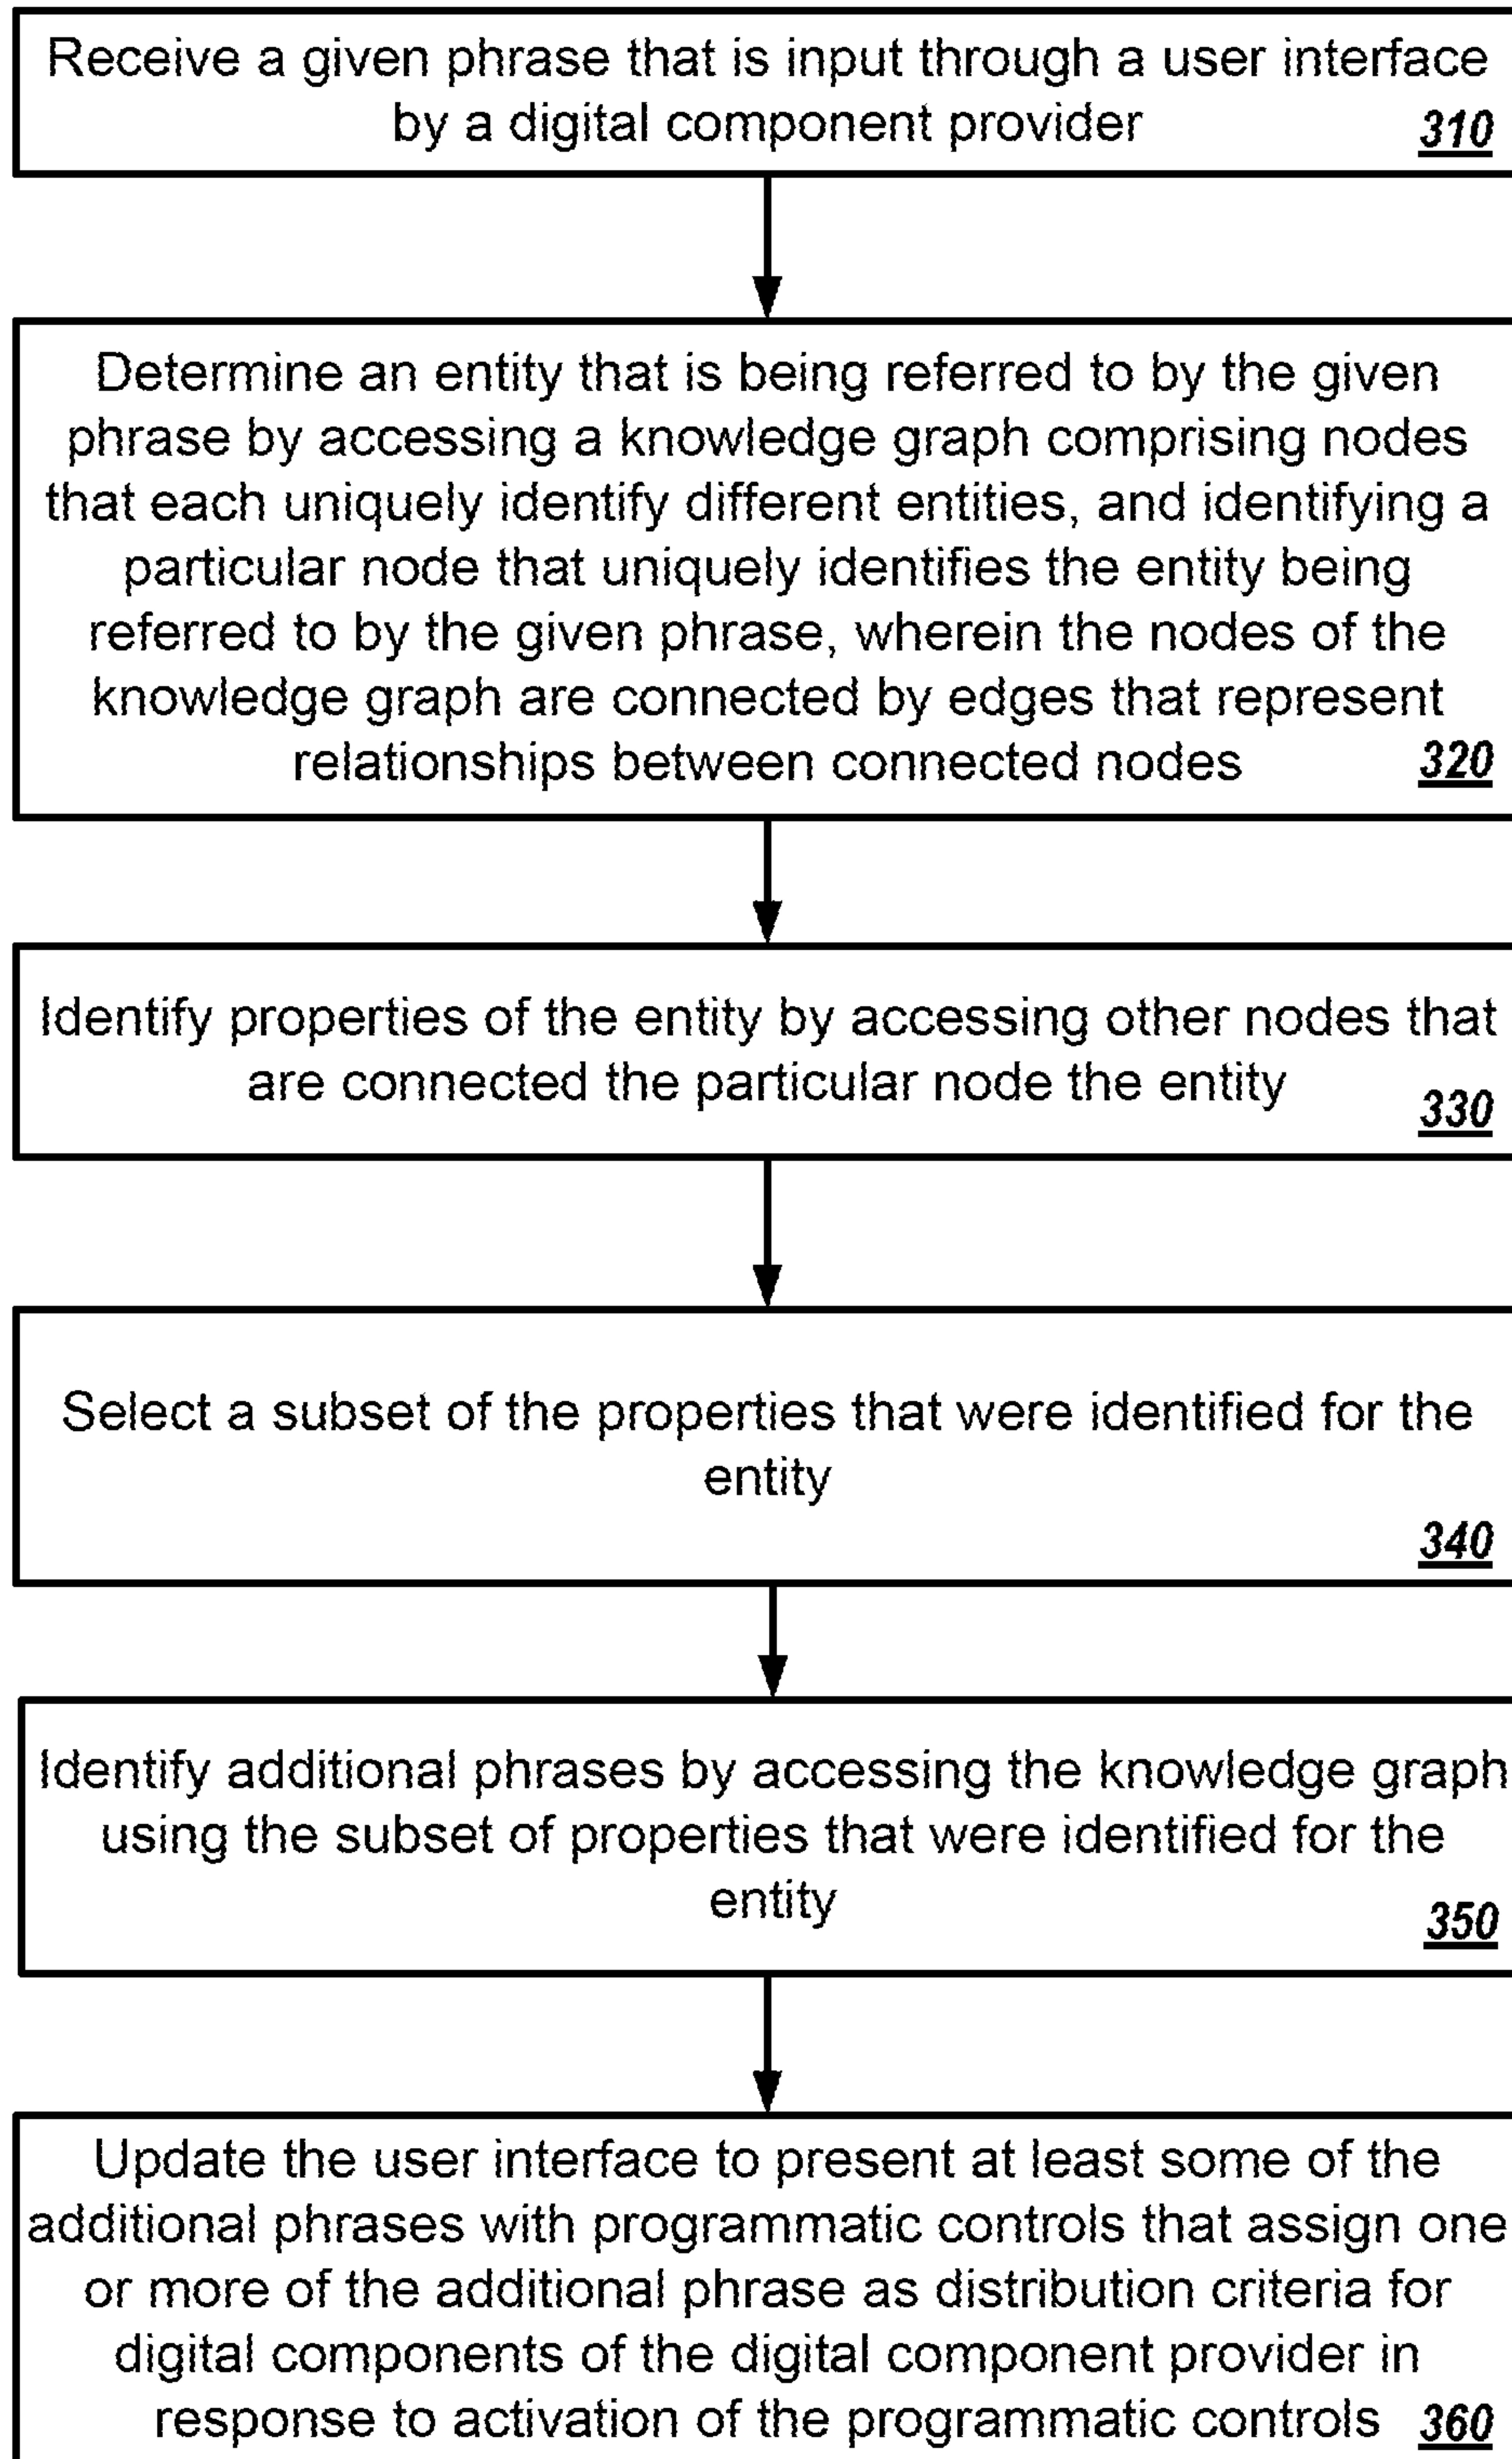 Receive a given phrase that is input through a user interface
by a digital component provider 310
Determine an entity that is being referred to by the given
phrase by accessing a knowledge graph comprising nodes
that each uniquely identify different entities, and identifying a
particular node that uniquely identifies the entity being
referred to by the given phrase, wherein the nodes of the
knowledge graph are connected by edges that represent
relationships between connected nodes 320
Identify properties of the entity by accessing other nodes that
are connected the particular node the entity
330
Select a subset of the properties that were identified for the
entity
340
Identify additional phrases by accessing the knowledge graph
using the subset of properties that were identified for the
entity
350
Update the user interface to present at least some of the
additional phrases with programmatic controls that assign one
or more of the additional phrase as distribution criteria for
digital components of the digital component provider in
response to activation of the programmatic controls 360